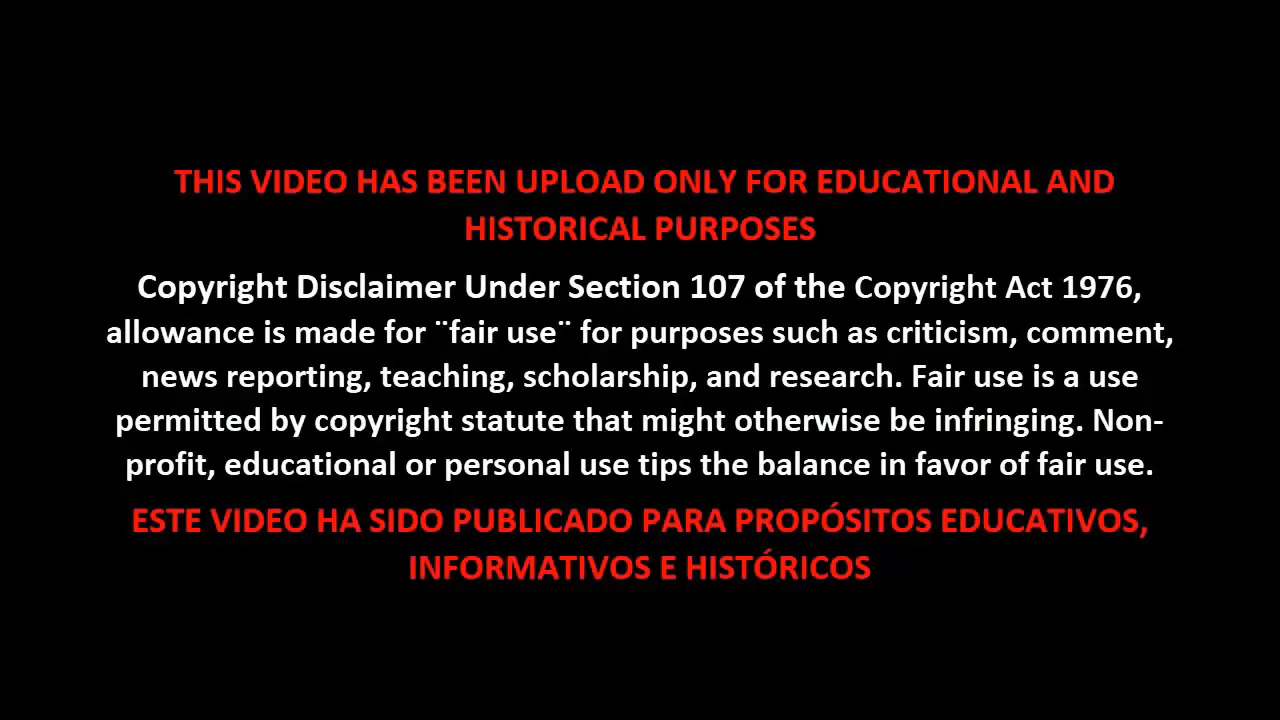 THIS VIDEO HAS BEEN UPLOAD ONLY FOR EDUCATIONAL AND
HISTORICAL PURPOSES
Copyright Disclaimer Under Section 107 of the Copyright Act 1976,
allowance is made for ¨fair use¨ for purposes such as criticism, comment,
news reporting, teaching, scholarship, and research. Fair use is a use
permitted by copyright statute that might otherwise be infringing. Non-
profit, educational or personal use tips the balance in favor of fair use.
ESTE VIDEO HA SIDO PUBLICADO PARA PROPÓSITOS EDUCATIVOS,
INFORMATIVOS E HISTÓRICOS